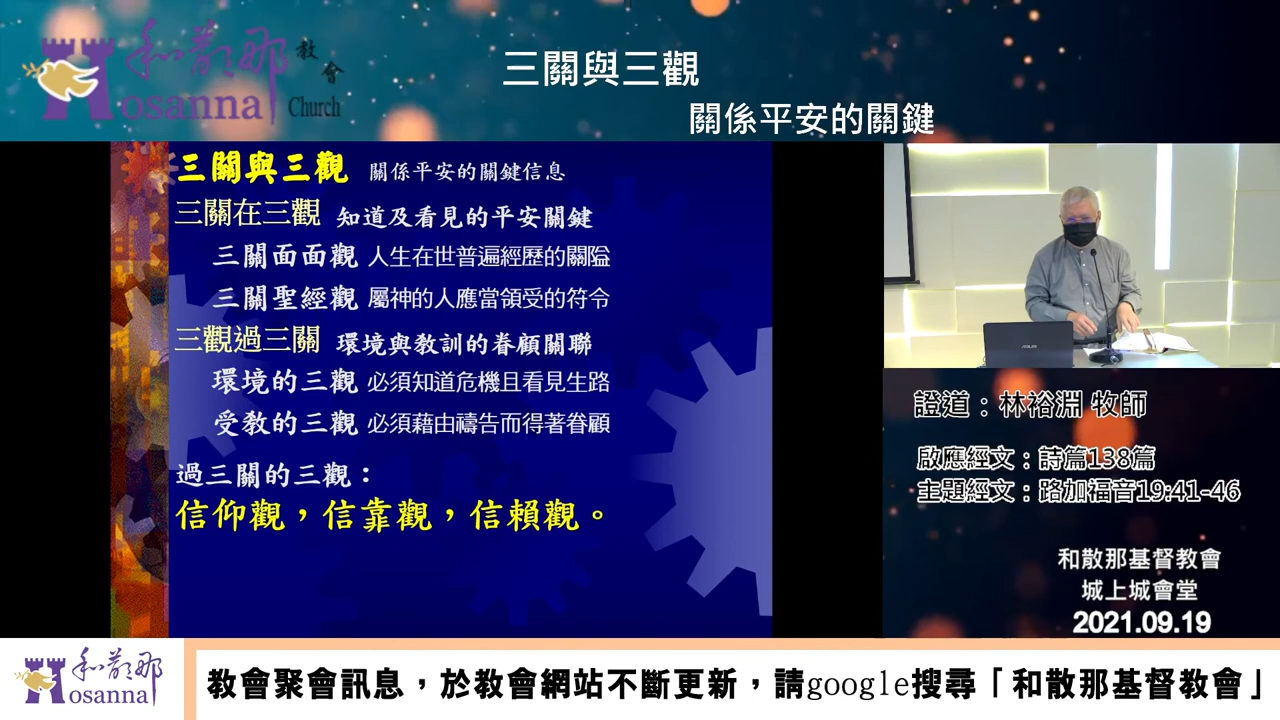 和散那教會
Hosanna Church
三關與三觀
關係平安的關鍵
三關與三觀 關係平安的關鍵信息
三關在三觀 知道及看見的平安關鍵
三關面面觀 人生在世普遍經歷的關隘
三關聖經觀 屬神的人應當領受的符令
三觀過三關 環境與教訓的眷顧關聯
環境的三觀 必須知道危機且看見生路
受教的三觀 必須藉由禱告而得著眷顧
過三關的三觀：
信仰觀，信靠觀，信賴觀。
ASUS
證道：林裕淵 牧師
啟應經文：詩篇138篇
主題經文：路加福音19:41-46
和散那基督教會
城上城會堂
2021.09.19
和散那
Hosanna
教會聚會訊息，於教會網站不斷更新，請google搜尋「和散那基督教會」